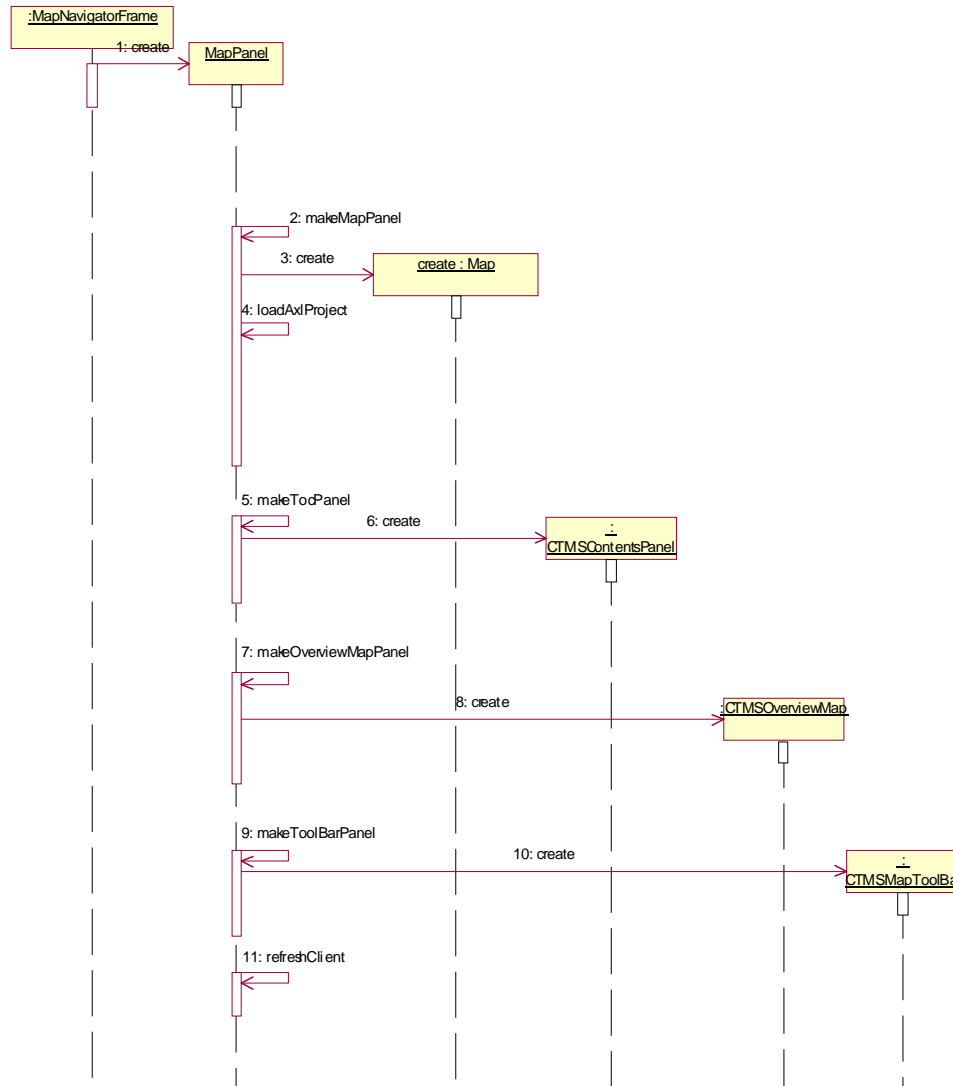 :MapNavigatorFrame
1: create
MapPanel
2: makeMapPanel
3: create
create : Map
4: loadAxlProject
5: makeTocPanel
6: create
:
CTMSContentsPanel
7: makeOverviewMapPanel
8: create
:CTMSOverviewMap
9: makeToolBarPanel
10: create
:
CTMSMapToolBa
11: refreshClient